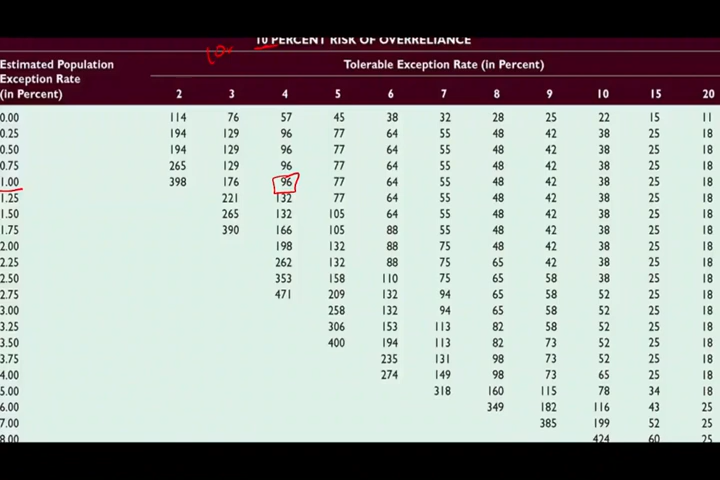 10 PERCENT RISK OF OVERRELIANCE
Estimated Population Exception Rate (in Percent)
Tolerable Exception Rate (in Percent)
2 3 4 5 6 7 8 9 10 15 20
0.00 114 76 57 45 38 32 28 25 22 15 11
0.25 194 129 96 77 64 55 48 42 38 25 18
0.50 194 129 96 77 64 55 48 42 38 25 18
0.75 265 129 96 77 64 55 48 42 38 25 18
1.00 398 176 96 77 64 55 48 42 38 25 18
1.25 221 132 77 64 55 48 42 38 25 18
1.50 265 132 105 64 55 48 42 38 25 18
1.75 390 166 105 88 55 48 42 38 25 18
2.00 198 132 88 75 48 42 38 25 18
2.25 262 132 88 75 65 42 38 25 18
2.50 353 158 110 75 65 58 38 25 18
2.75 471 209 132 94 65 58 52 25 18
3.00 258 132 94 65 58 52 25 18
3.25 306 153 113 82 58 52 25 18
3.50 400 194 113 82 73 52 25 18
3.75 235 131 98 73 52 25 18
4.00 274 149 98 73 65 25 18
5.00 318 160 115 78 34 18
6.00 349 182 116 43 25
7.00 385 199 52 25
8.00 424 60 25